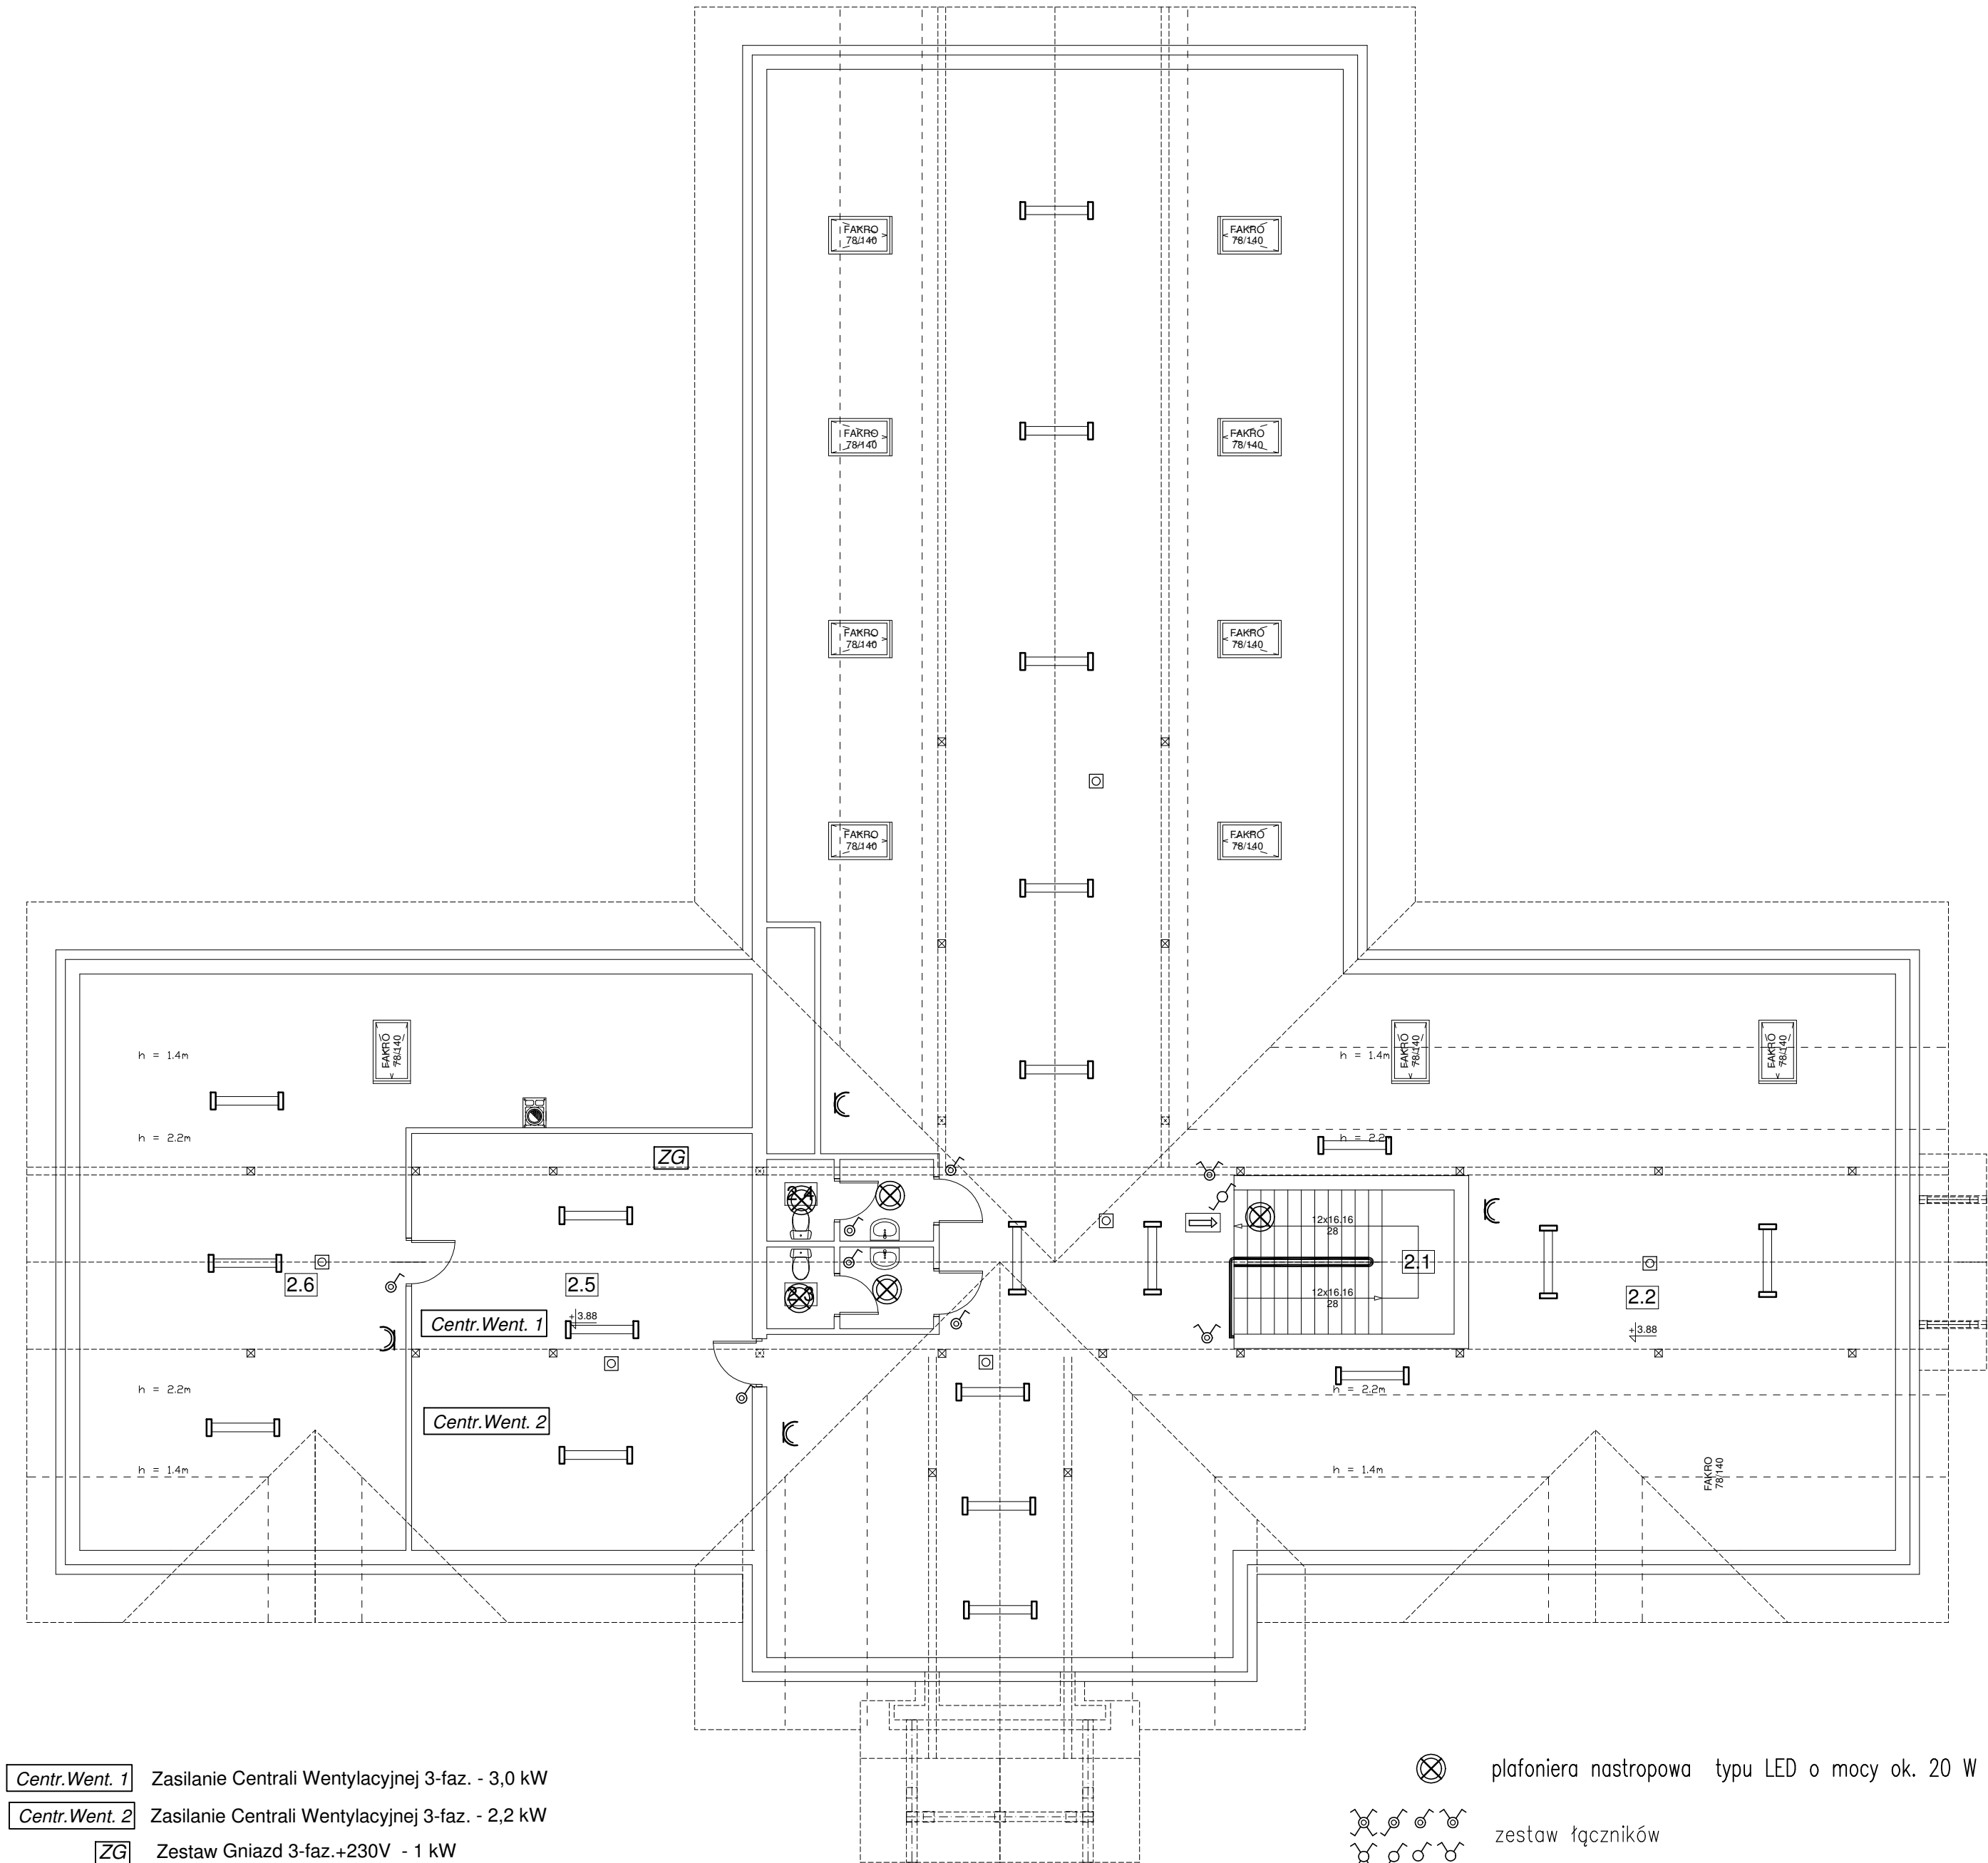 FAKRO
78/140
FAKRO
78/140
FAKRO
78/140
FAKRO
78/140
FAKRO
78/140
FAKRO
78/140
FAKRO
78/140
FAKRO
78/140
FAKRO
78/140
FAKRO
78/140
FAKRO
78/140
h = 1.4m
h = 1.4m
h = 2.2m
h = 2.2
ZG
2.4
12x16.16
28
2.1
2.6
2.5
2.3
12x16.16
28
2.2
+3.88
Centr.Went. 1
+3.88
h = 2.2m
h = 2.2m
Centr.Went. 2
h = 1.4m
h = 1.4m
FAKRO
78/140
Centr.Went. 1 Zasilanie Centrali Wentylacyjnej 3-faz. - 3,0 kW
Centr.Went. 2 Zasilanie Centrali Wentylacyjnej 3-faz. - 2,2 kW
ZG Zestaw Gniazd 3-faz.+230V - 1 kW
plafoniera nastropowa typu LED o mocy ok. 20 W
zestaw łączników